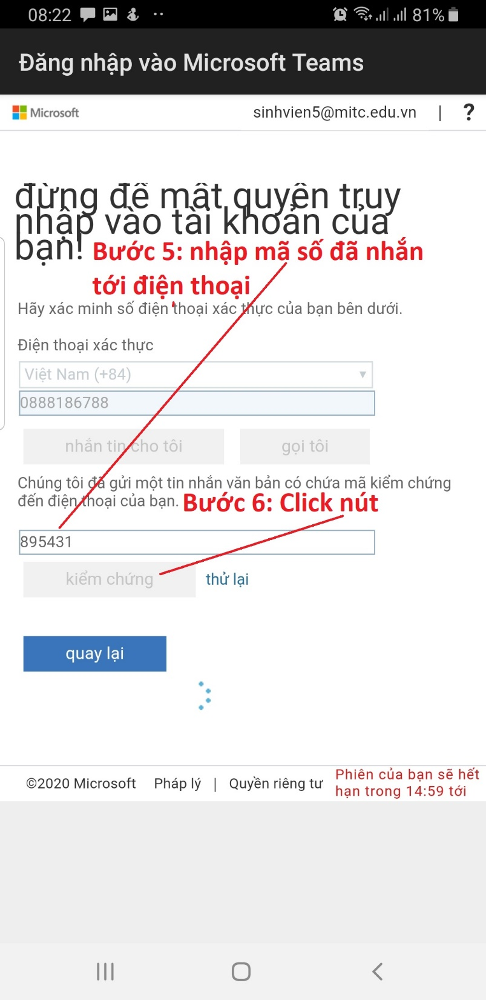 08:22
81%
Đăng nhập vào Microsoft Teams
Microsoft
sinhvien5@mitc.edu.vn | ?
đừng để mất quyền truy
nhập vào tài khoản của
bạn!
Bước 5: nhập mã số đã nhắn
tới điện thoại
Hãy xác minh số điện thoại xác thực của bạn bên dưới.
Điện thoại xác thực
Việt Nam (+84)
0888186788
nhắn tin cho tôi
gọi tôi
Chúng tôi đã gửi một tin nhắn văn bản có chứa mã kiểm chứng
đến điện thoại của bạn.
Bước 6: Click nút
895431
kiểm chứng
thử lại
quay lại
©2020 Microsoft Pháp lý | Quyền riêng tư
Phiên của bạn sẽ hết
hạn trong 14:59 tới